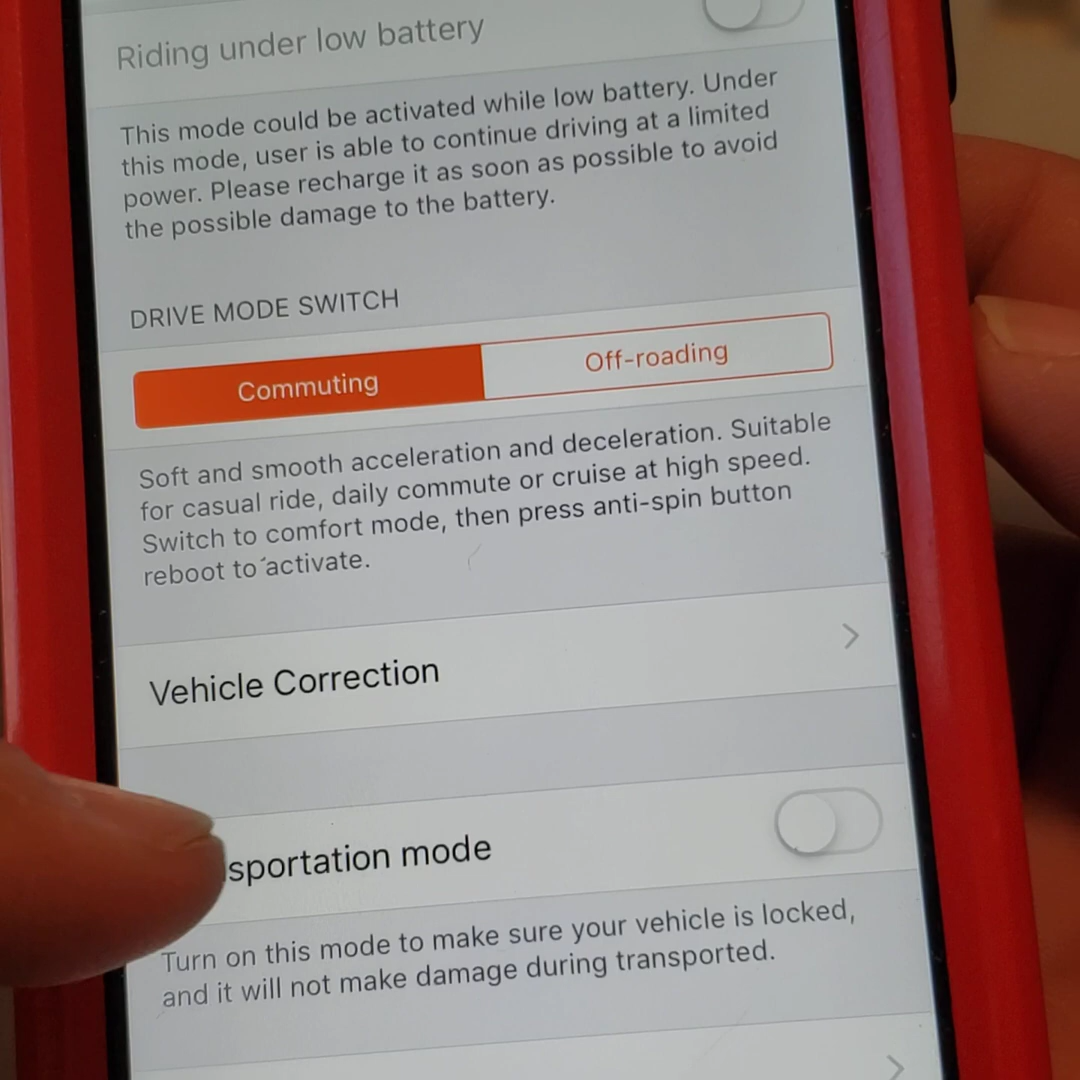 Riding under low battery
This mode could be activated while low battery. Under
this mode, user is able to continue driving at a limited
power. Please recharge it as soon as possible to avoid
the possible damage to the battery.
DRIVE MODE SWITCH
Commuting Off-roading
Soft and smooth acceleration and deceleration. Suitable
for casual ride, daily commute or cruise at high speed.
Switch to comfort mode, then press anti-spin button
reboot to activate.
Vehicle Correction
sportation mode
Turn on this mode to make sure your vehicle is locked,
and it will not make damage during transported.